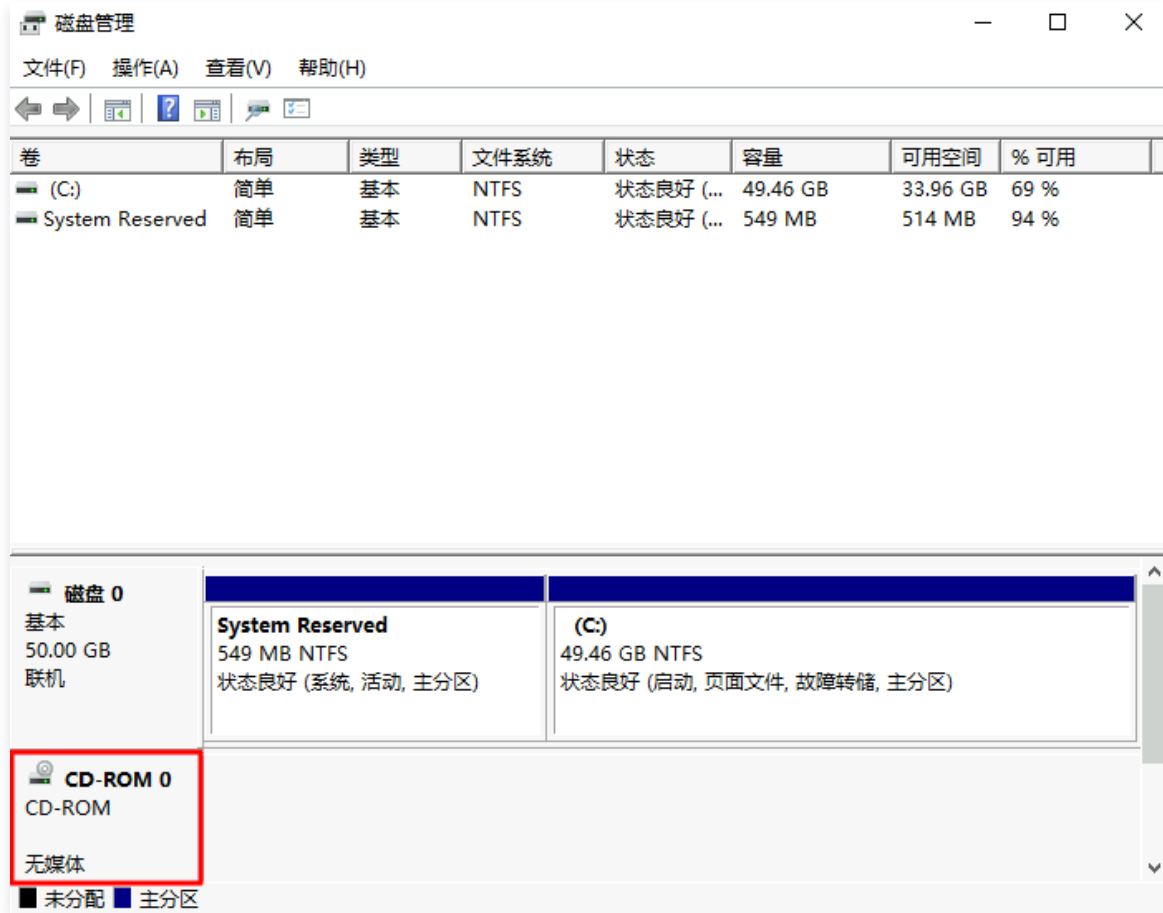 磁盘管理
文件(F) 操作(A) 查看(V) 帮助(H)
卷 布局 类型 文件系统 状态 容量 可用空间 % 可用
(C:) 简单 基本 NTFS 状态良好 (... 49.46 GB 33.96 GB 69 %
System Reserved 简单 基本 NTFS 状态良好 (... 549 MB 514 MB 94 %
磁盘 0
基本
50.00 GB
联机
System Reserved
549 MB NTFS
状态良好 (系统, 活动, 主分区)
(C:)
49.46 GB NTFS
状态良好 (启动, 页面文件, 故障转储, 主分区)
CD-ROM 0
CD-ROM
无媒体
未分配 主分区